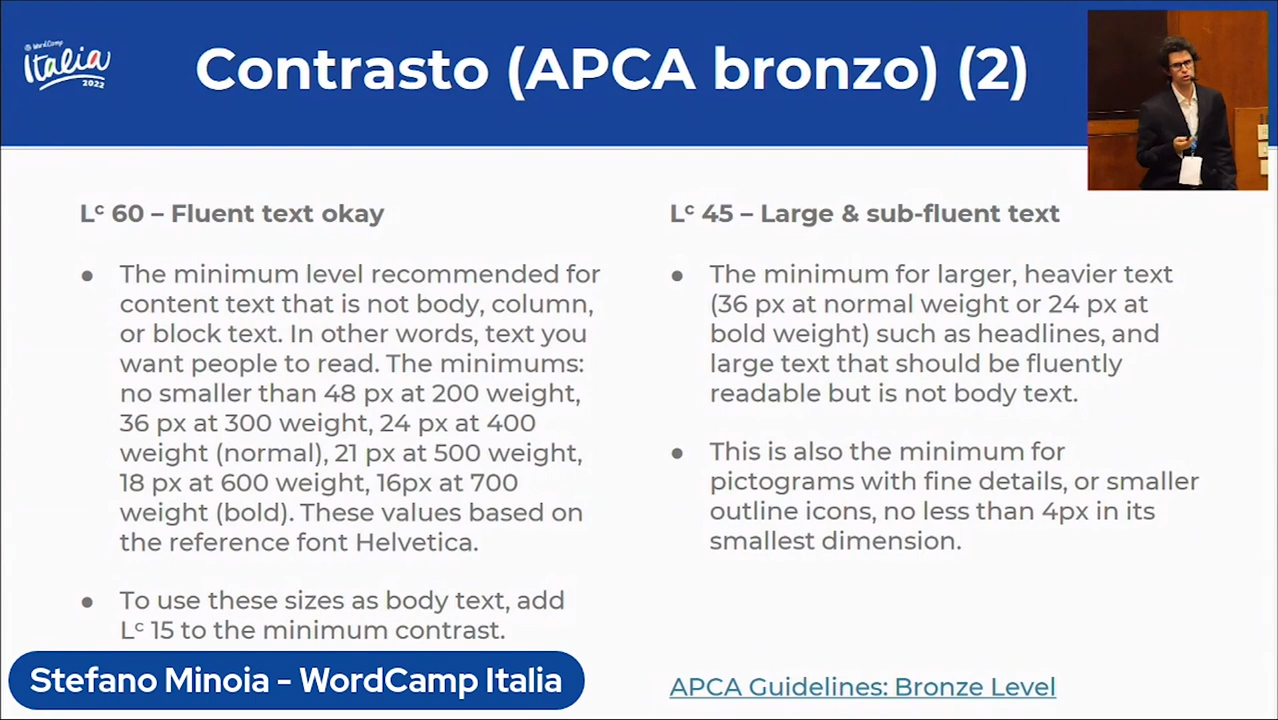 WordCamp
Italia
2022
Contrasto (APCA bronzo) (2)
Lᶜ 60 – Fluent text okay
● The minimum level recommended for
content text that is not body, column,
or block text. In other words, text you
want people to read. The minimums:
no smaller than 48 px at 200 weight,
36 px at 300 weight, 24 px at 400
weight (normal), 21 px at 500 weight,
18 px at 600 weight, 16px at 700
weight (bold). These values based on
the reference font Helvetica.
● To use these sizes as body text, add
Lᶜ 15 to the minimum contrast.
Lᶜ 45 – Large & sub-fluent text
● The minimum for larger, heavier text
(36 px at normal weight or 24 px at
bold weight) such as headlines, and
large text that should be fluently
readable but is not body text.
● This is also the minimum for
pictograms with fine details, or smaller
outline icons, no less than 4px in its
smallest dimension.
Stefano Minoia - WordCamp Italia
APCA Guidelines: Bronze Level